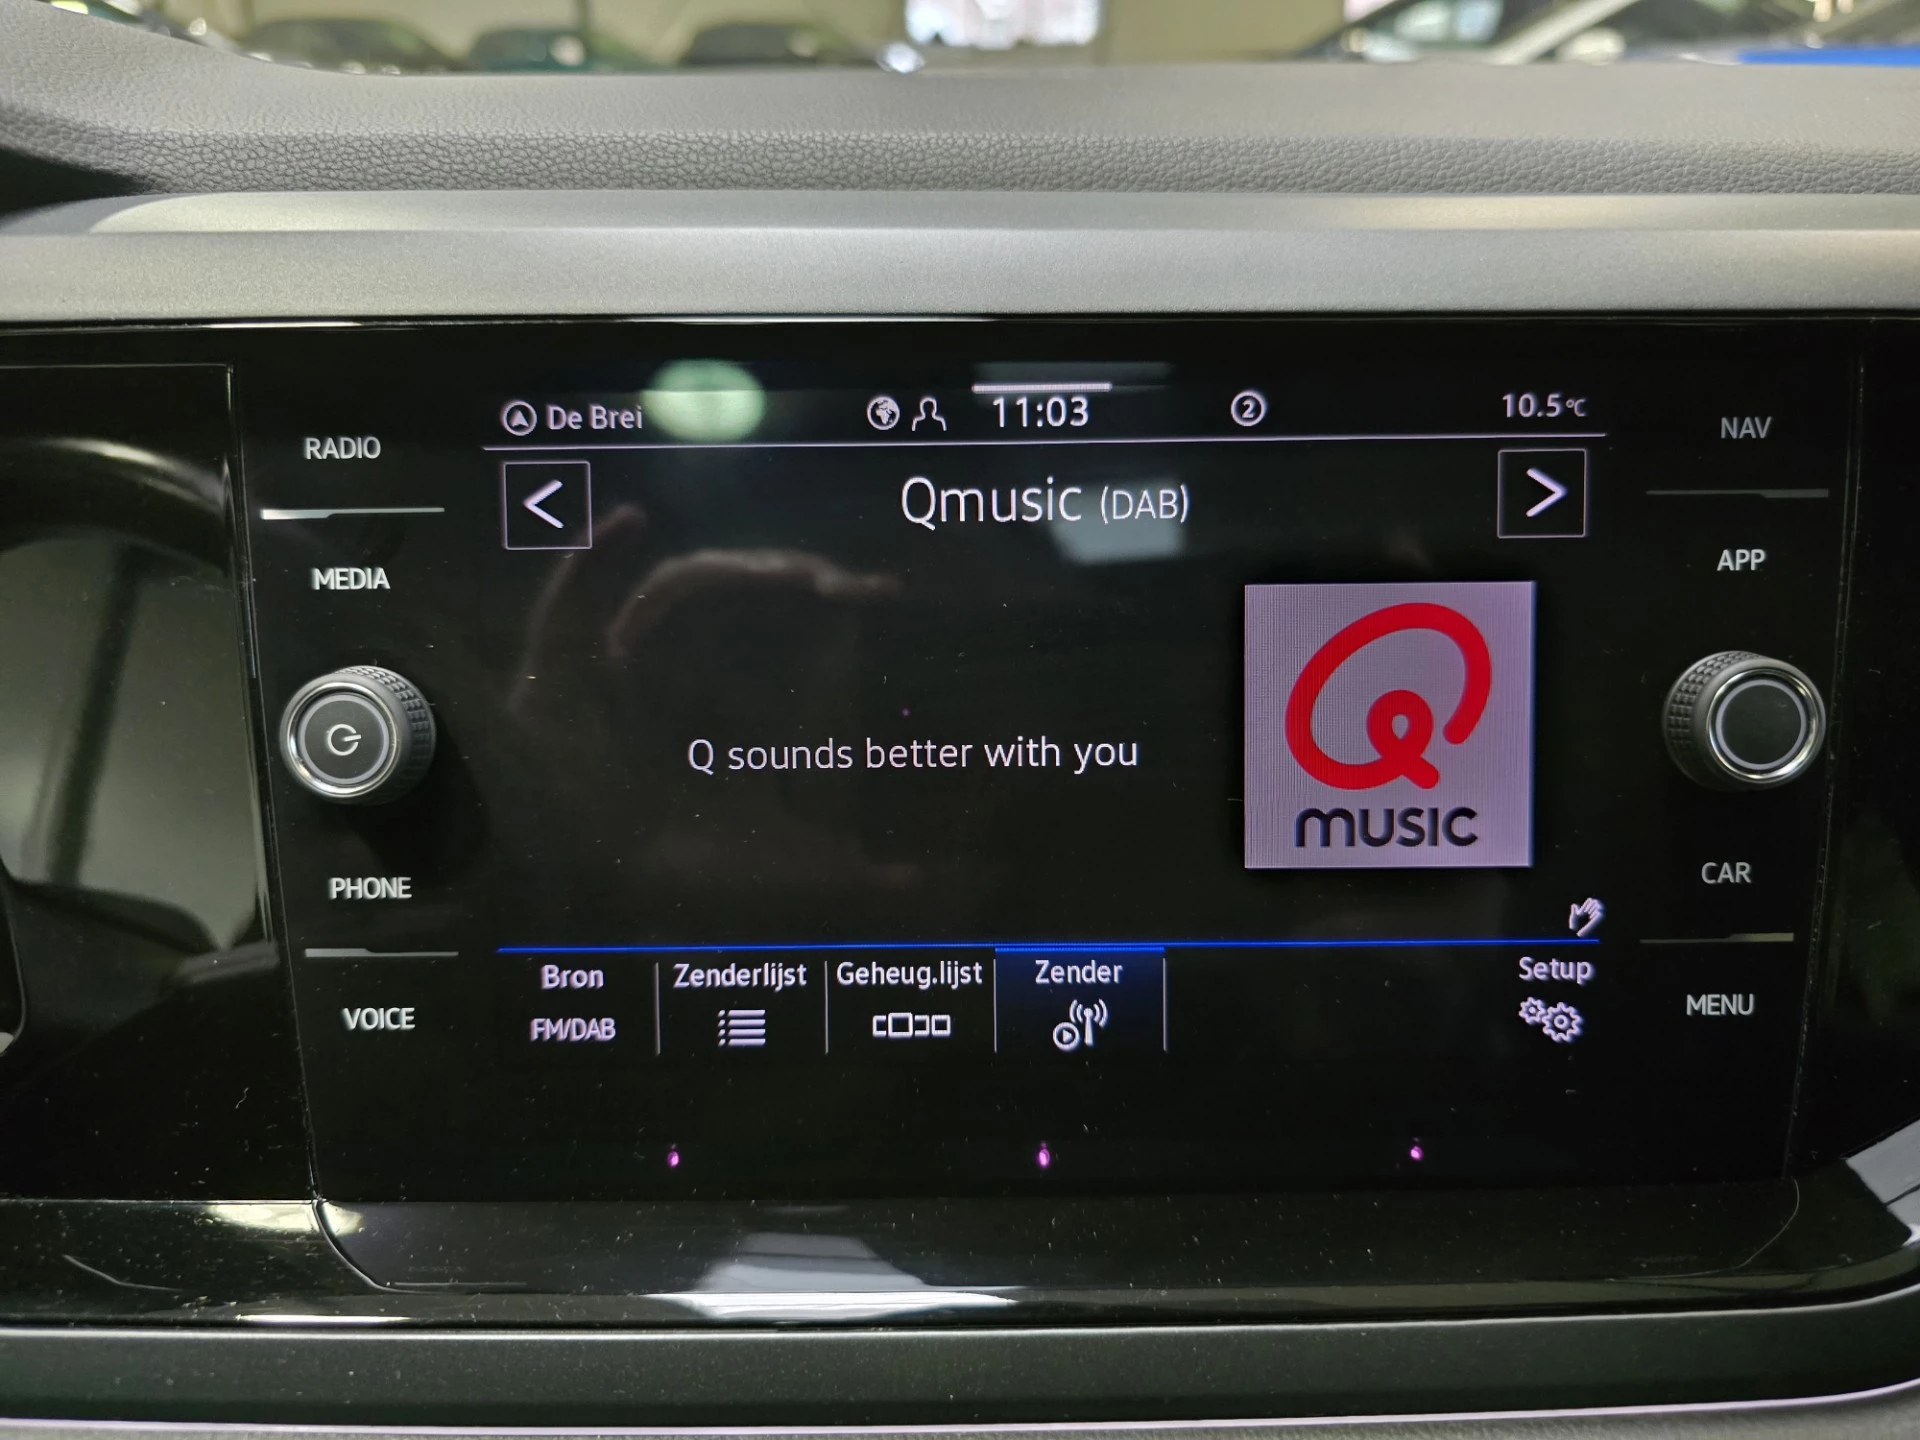 RADIO
MEDIA
PHONE
VOICE
De Brei
11:03
2
10.5°C
Qmusic (DAB)
Q sounds better with you
MUSIC
Bron
FM/DAB
Zenderlijst
Geheug.lijst
Zender
Setup
NAV
APP
CAR
MENU